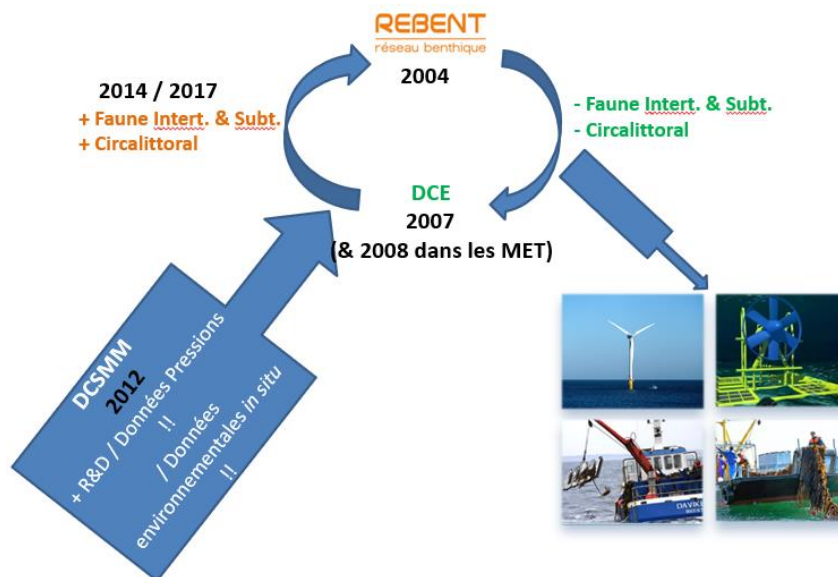 REBENT
réseau benthique
2004
2014 / 2017
+ Faune Intert. & Subt.
+ Circalittoral
- Faune Intert. & Subt.
- Circalittoral
DCE
2007
(& 2008 dans les MET)
DCSMM
2012
+ R&D / Données Pressions
!!
/ Données
environnementales in situ
!!